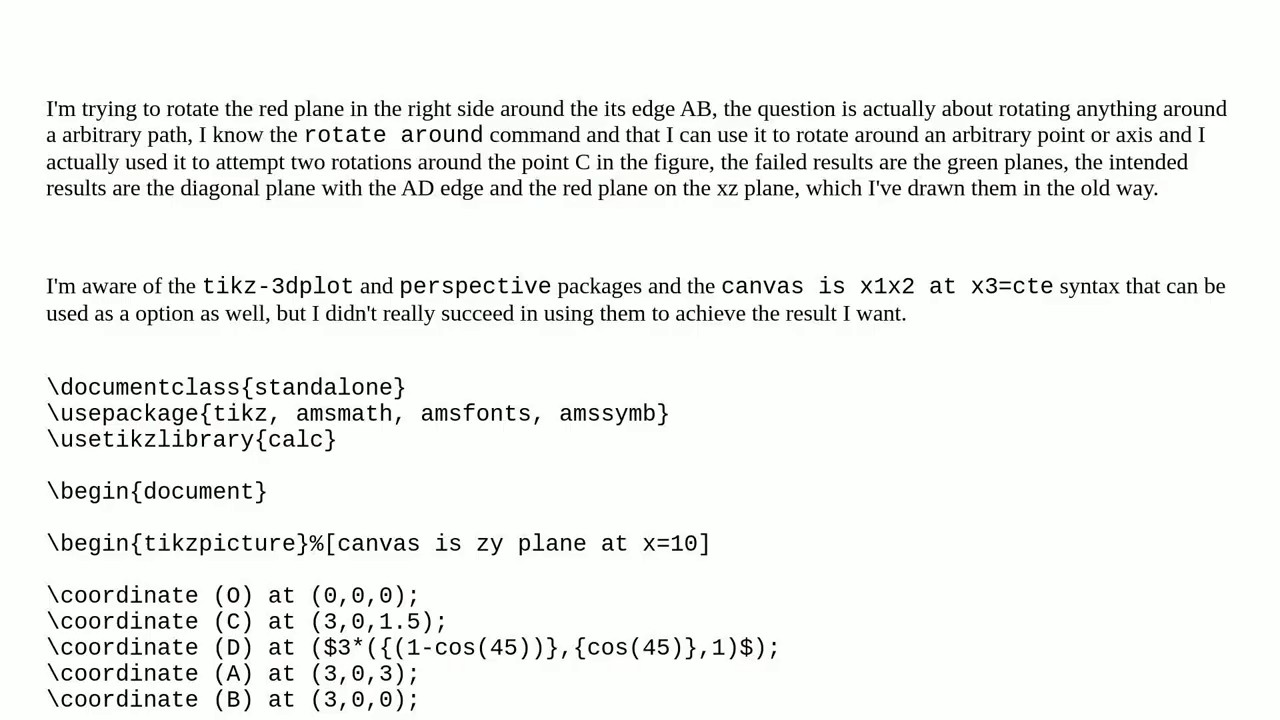 I'm trying to rotate the red plane in the right side around the its edge AB, the question is actually about rotating anything around
a arbitrary path, I know the rotate around command and that I can use it to rotate around an arbitrary point or axis and I
actually used it to attempt two rotations around the point C in the figure, the failed results are the green planes, the intended
results are the diagonal plane with the AD edge and the red plane on the xz plane, which I've drawn them in the old way.
I'm aware of the tikz-3dplot and perspective packages and the canvas is x1x2 at x3=cte syntax that can be
used as a option as well, but I didn't really succeed in using them to achieve the result I want.
\documentclass{standalone}
\usepackage{tikz, amsmath, amsfonts, amssymb}
\usetikzlibrary{calc}
\begin{document}
\begin{tikzpicture}%[canvas is zy plane at x=10]
\coordinate (O) at (0,0,0);
\coordinate (C) at (3,0,1.5);
\coordinate (D) at ($3*({(1-cos(45))},{cos(45)},1)$);
\coordinate (A) at (3,0,3);
\coordinate (B) at (3,0,0);